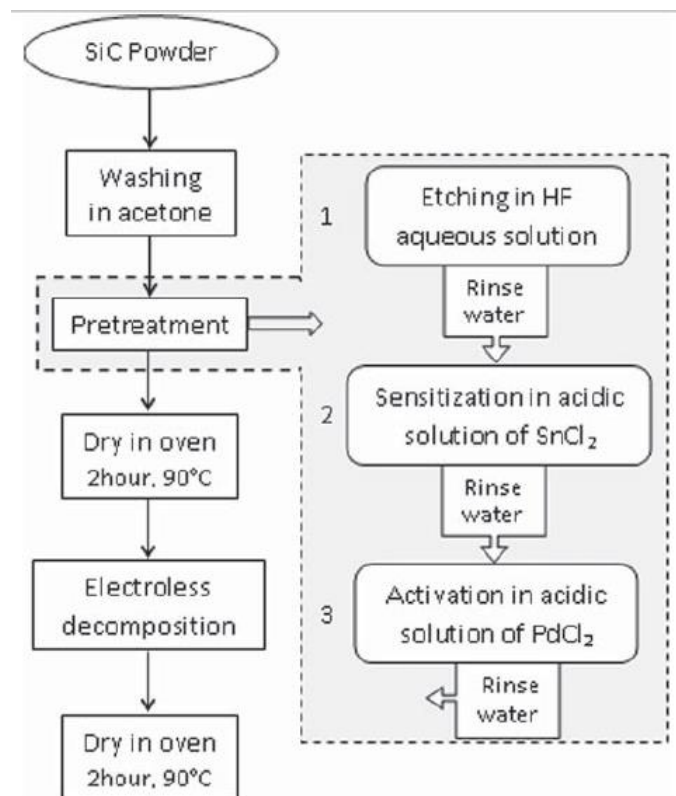 SiC Powder
Washing
in acetone
Pretreatment
Dry in oven
2hour, 90°C
Electroless
decomposition
Dry in oven
2hour, 90°C
1
Etching in HF
aqueous solution
Rinse
water
2
Sensitization in acidic
solution of SnCl₂
Rinse
water
3
Activation in acidic
solution of PdCl₂
Rinse
water